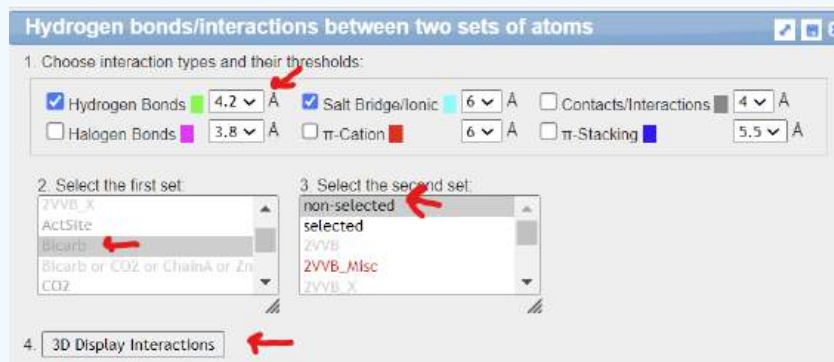 Hydrogen bonds/interactions between two sets of atoms
1. Choose interaction types and their thresholds:
Hydrogen Bonds 4.2 Å Salt Bridge/Ionic 6 Å Contacts/Interactions 4 Å
Halogen Bonds 3.8 Å π-Cation 6 Å π-Stacking 5.5 Å
2. Select the first set: 3. Select the second set:
2VVB_X non-selected
ActSite selected
Bicarb 2VVB
Bicarb or CO2 or ChainA or Zn 2VVB_Misc
CO2 2VVB_X
4. 3D Display Interactions